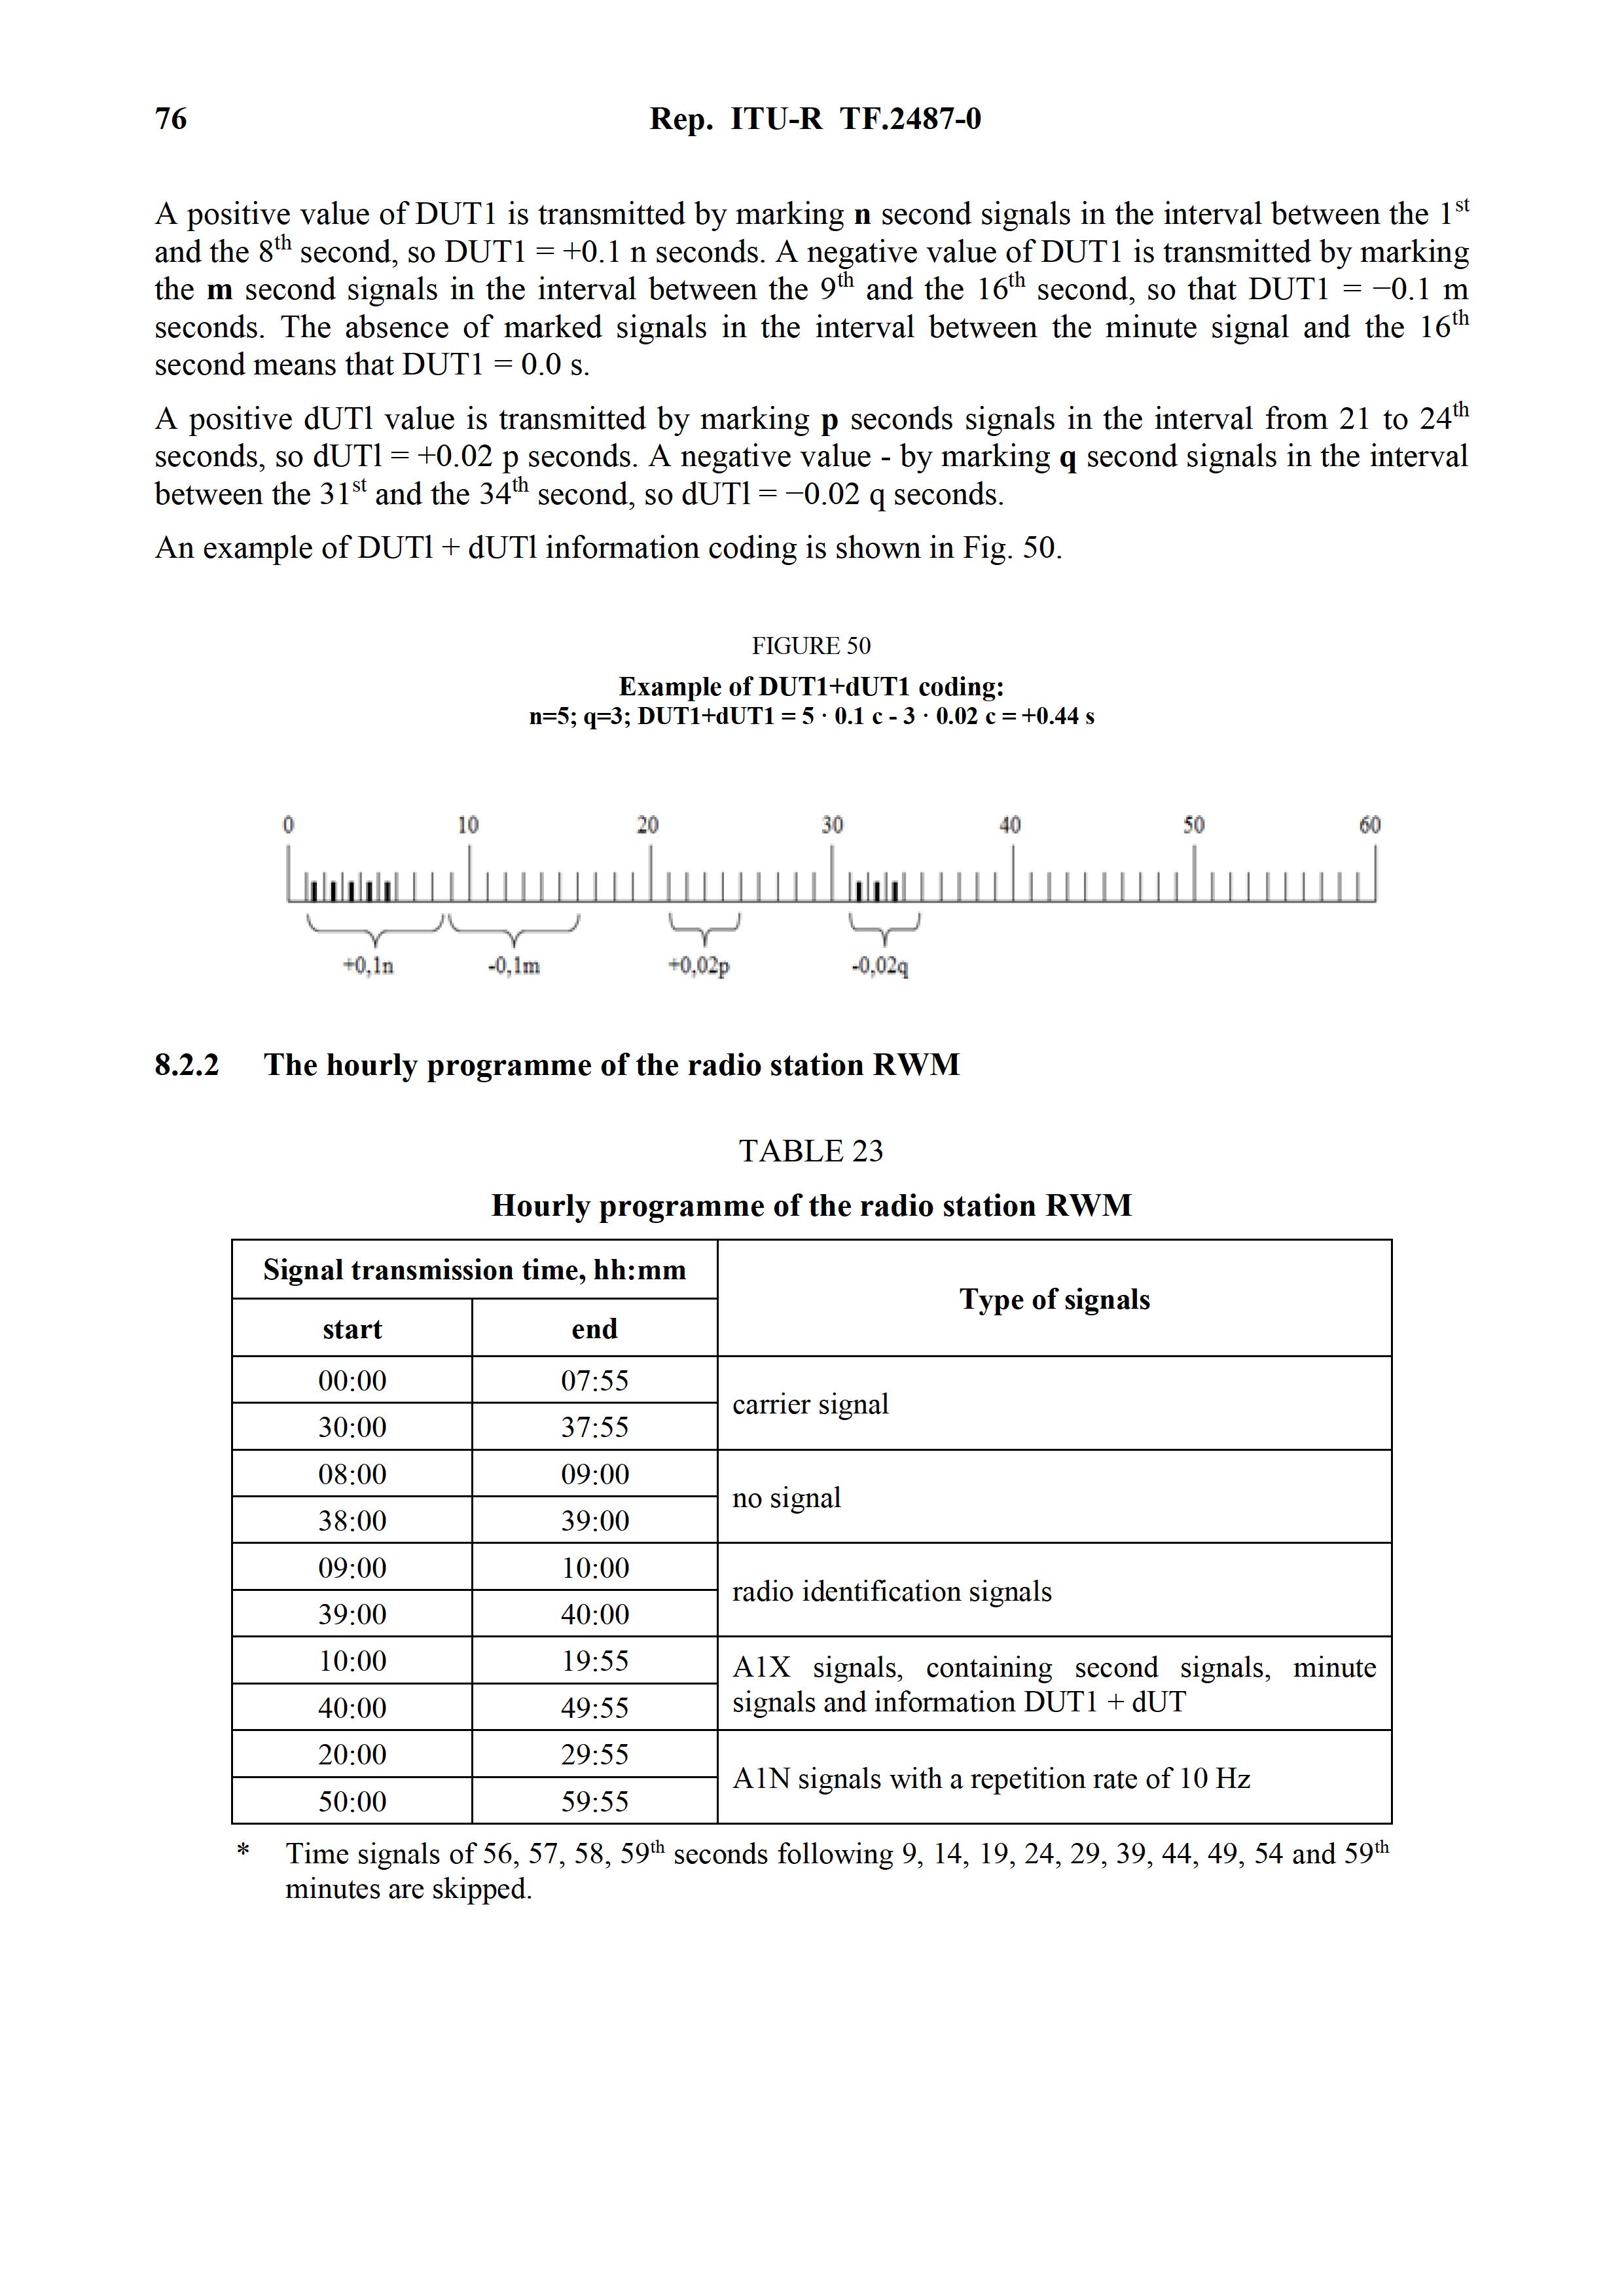 76
Rep. ITU-R TF.2487-0
A positive value of DUT1 is transmitted by marking n second signals in the interval between the 1st
and the 8th second, so DUT1 = +0.1 n seconds. A negative value of DUT1 is transmitted by marking
the m second signals in the interval between the 9th and the 16th second, so that DUT1 = −0.1 m
seconds. The absence of marked signals in the interval between the minute signal and the 16th
second means that DUT1 = 0.0 s.
A positive dUTl value is transmitted by marking p seconds signals in the interval from 21 to 24th
seconds, so dUTl = +0.02 p seconds. A negative value - by marking q second signals in the interval
between the 31st and the 34th second, so dUTl = −0.02 q seconds.
An example of DUTl + dUTl information coding is shown in Fig. 50.
FIGURE 50
Example of DUT1+dUT1 coding:
n=5; q=3; DUT1+dUT1 = 5 · 0.1 c - 3 · 0.02 c = +0.44 s
0 10 20 30 40 50 60
+0,1n -0,1m +0,02p -0,02q
8.2.2 The hourly programme of the radio station RWM
TABLE 23
Hourly programme of the radio station RWM
Signal transmission time, hh:mm
Type of signals
start end
00:00 07:55
carrier signal
30:00 37:55
08:00 09:00
no signal
38:00 39:00
09:00 10:00
radio identification signals
39:00 40:00
10:00 19:55
A1X signals, containing second signals, minute
signals and information DUT1 + dUT
40:00 49:55
20:00 29:55
A1N signals with a repetition rate of 10 Hz
50:00 59:55
* Time signals of 56, 57, 58, 59th seconds following 9, 14, 19, 24, 29, 39, 44, 49, 54 and 59th
minutes are skipped.